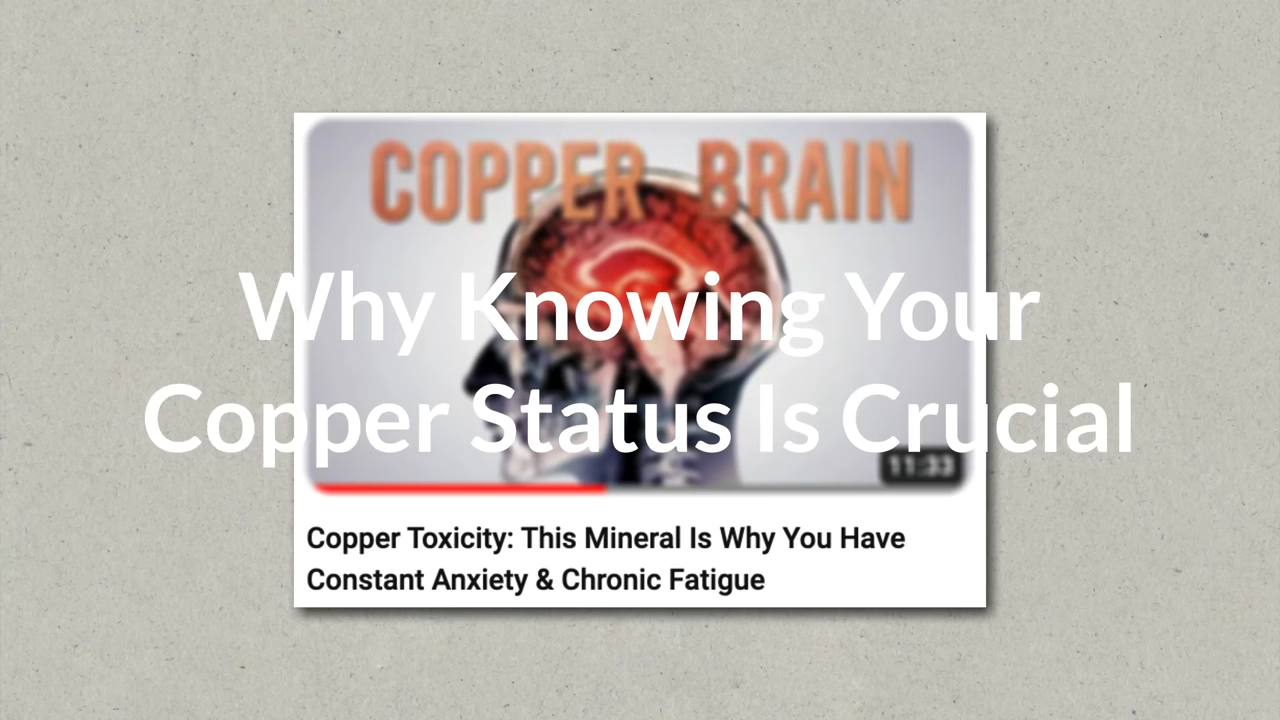 COPPER BRAIN
Why Knowing Your
Copper Status Is Crucial
11:33
Copper Toxicity: This Mineral Is Why You Have
Constant Anxiety & Chronic Fatigue